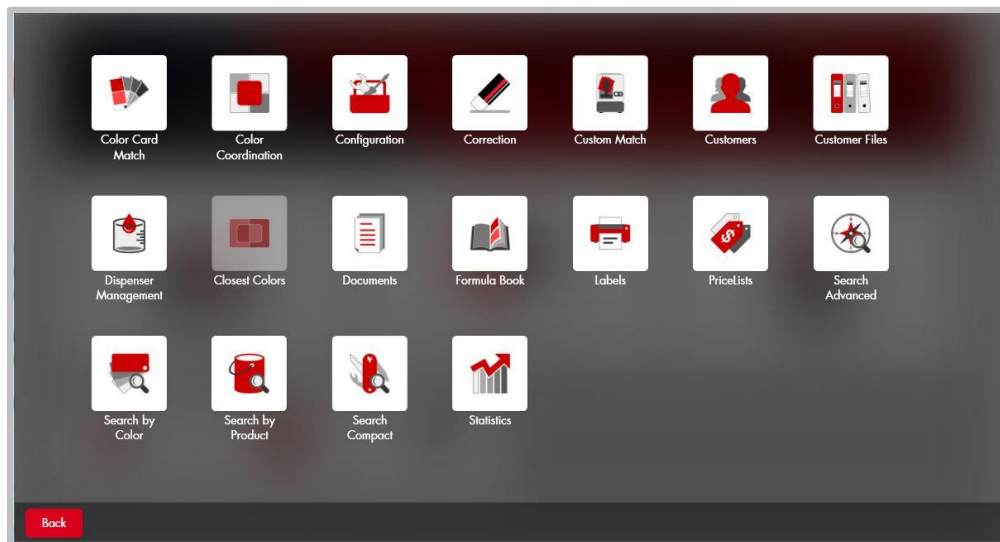 Color Card
Match
Color
Coordination
Configuration
Correction
Custom Match
Customers
Customer Files
Dispenser
Management
Closest Colors
Documents
Formula Book
Labels
PriceLists
Search
Advanced
Search by
Color
Search by
Product
Search
Compact
Statistics
Back